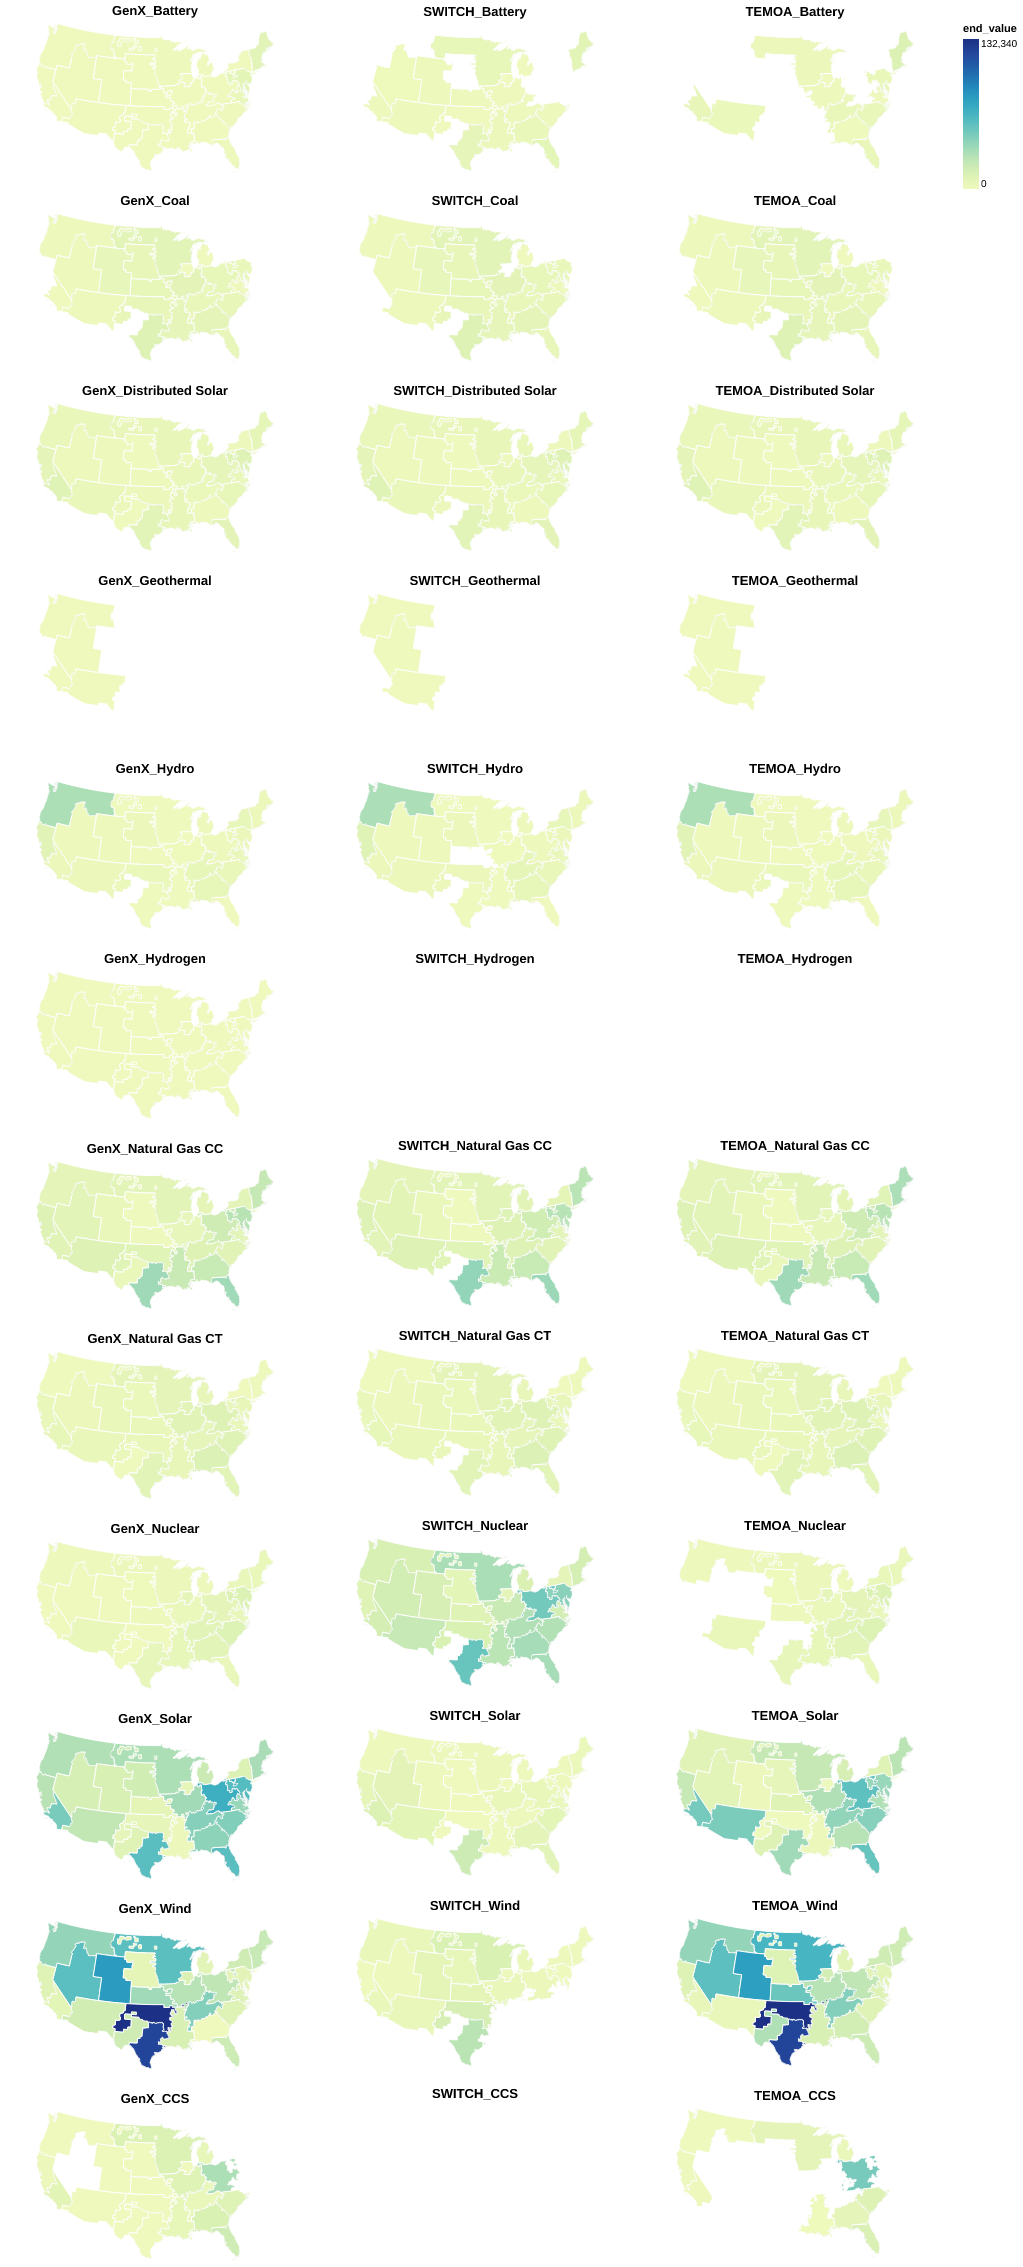 GenX_Battery
SWITCH_Battery
TEMOA_Battery
end_value
132,340
0
GenX_Coal
SWITCH_Coal
TEMOA_Coal
GenX_Distributed Solar
SWITCH_Distributed Solar
TEMOA_Distributed Solar
GenX_Geothermal
SWITCH_Geothermal
TEMOA_Geothermal
GenX_Hydro
SWITCH_Hydro
TEMOA_Hydro
GenX_Hydrogen
SWITCH_Hydrogen
TEMOA_Hydrogen
GenX_Natural Gas CC
SWITCH_Natural Gas CC
TEMOA_Natural Gas CC
GenX_Natural Gas CT
SWITCH_Natural Gas CT
TEMOA_Natural Gas CT
GenX_Nuclear
SWITCH_Nuclear
TEMOA_Nuclear
GenX_Solar
SWITCH_Solar
TEMOA_Solar
GenX_Wind
SWITCH_Wind
TEMOA_Wind
GenX_CCS
SWITCH_CCS
TEMOA_CCS